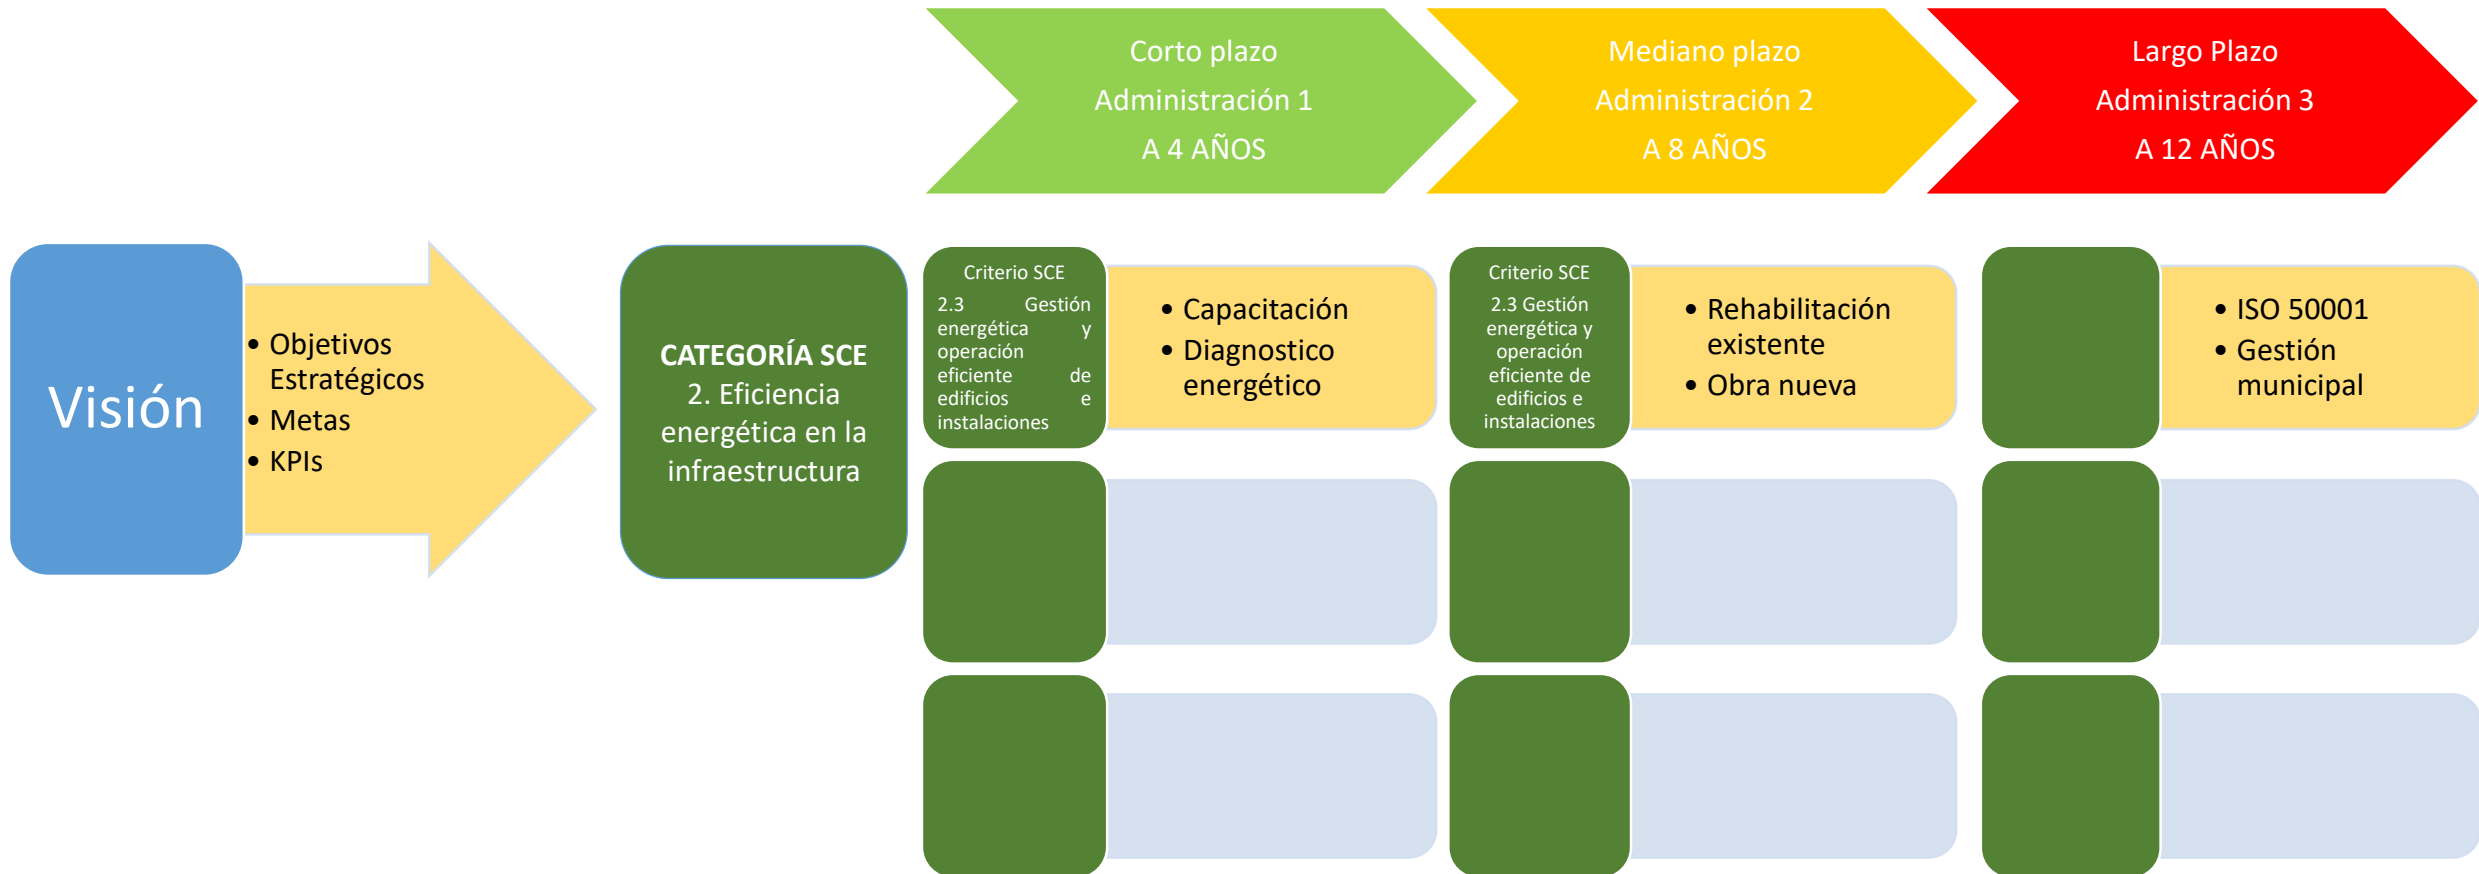 Corto plazo
Administración 1
A 4 AÑOS
Mediano plazo
Administración 2
A 8 AÑOS
Largo Plazo
Administración 3
A 12 AÑOS
Visión
• Objetivos
Estratégicos
• Metas
• KPIs
CATEGORÍA SCE
2. Eficiencia
energética en la
infraestructura
Criterio SCE
2.3 Gestión
energética y
operación
eficiente de
edificios e
instalaciones
• Capacitación
• Diagnostico
energético
Criterio SCE
2.3 Gestión
energética y
operación
eficiente de
edificios e
instalaciones
• Rehabilitación
existente
• Obra nueva
• ISO 50001
• Gestión
municipal